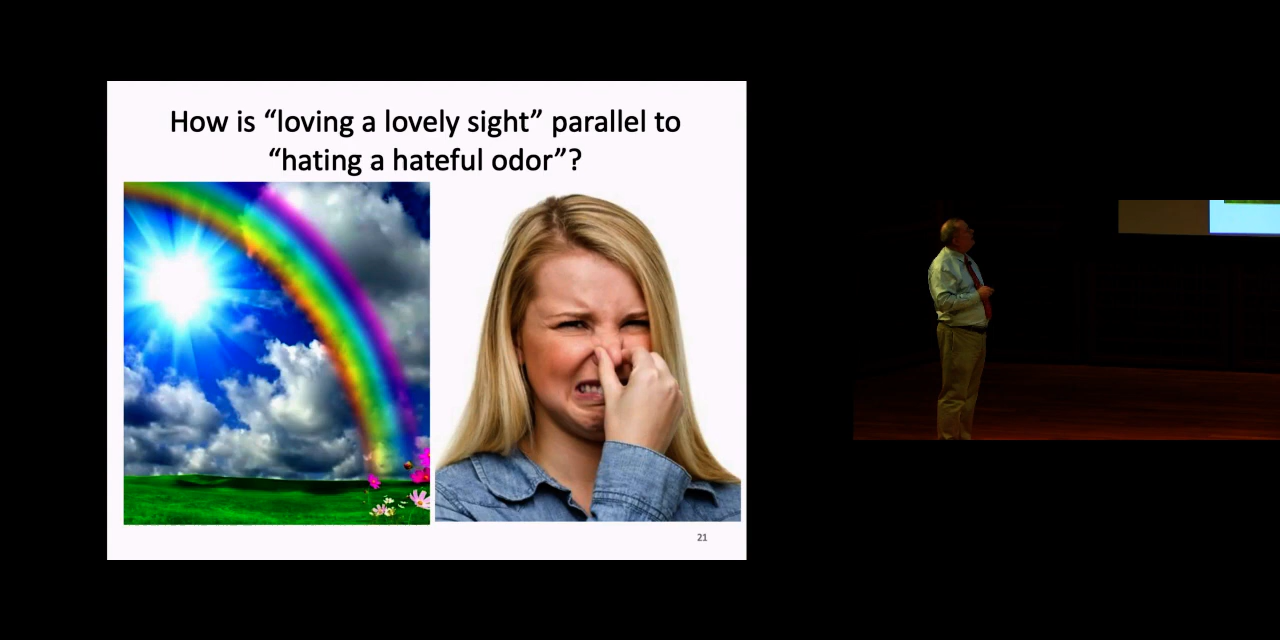 How is “loving a lovely sight” parallel to
“hating a hateful odor”?
21